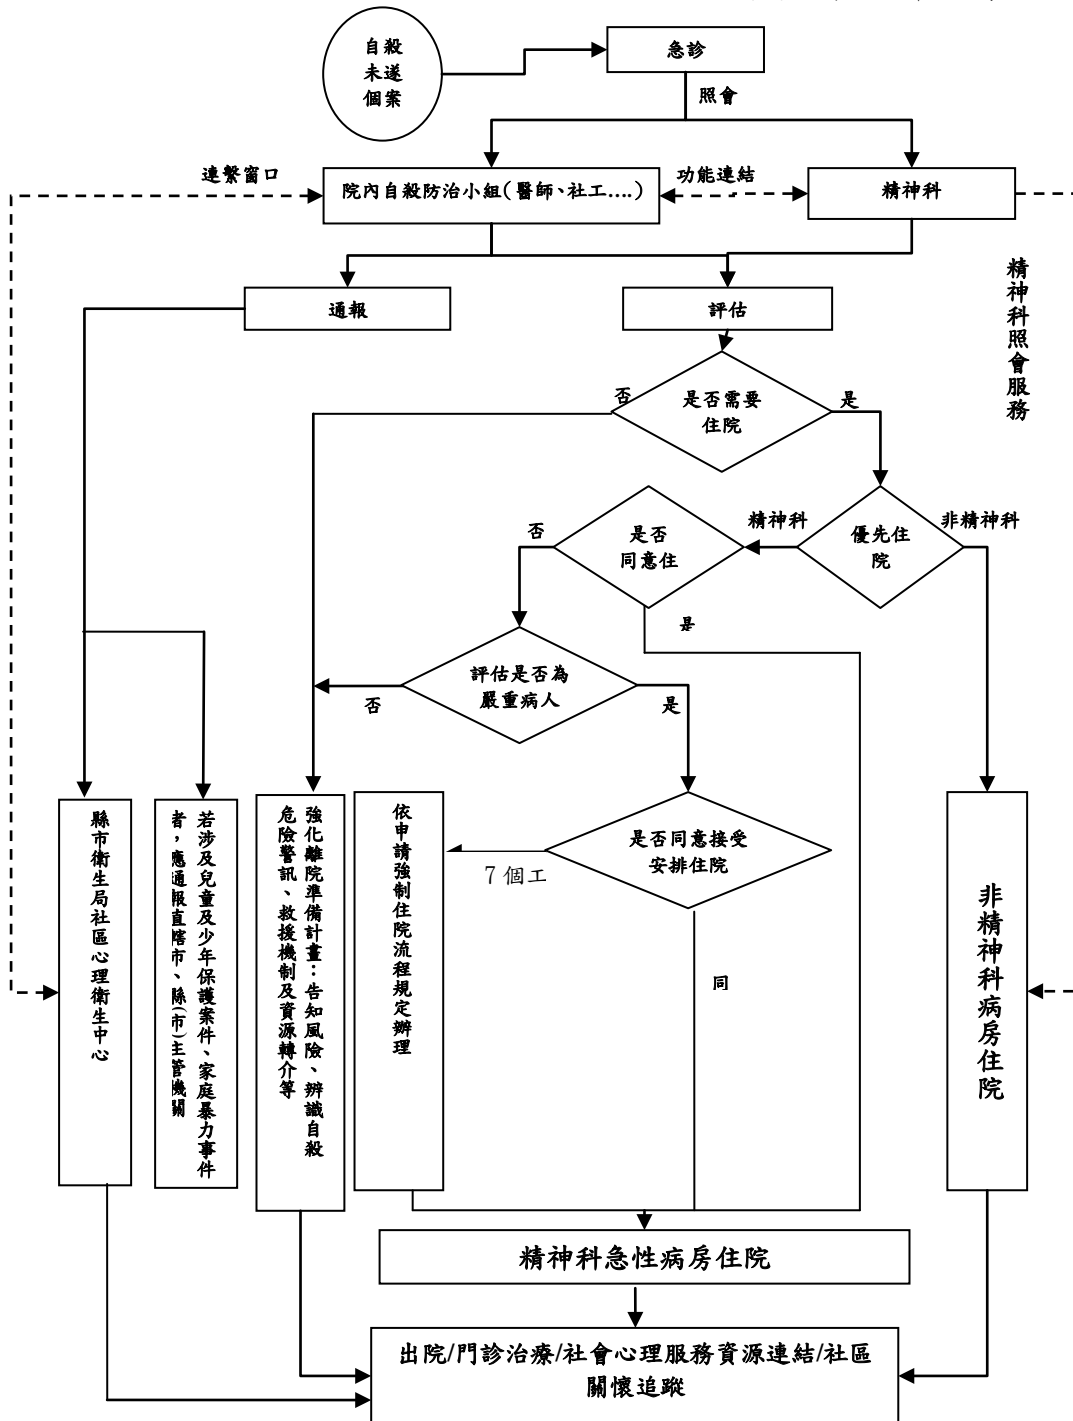 自殺
未遂
個案
急診
照會
連繫窗口
院內自殺防治小組(醫師、社工....)
功能連結
精神科
精神科照會服務
通報
評估
否
是否需要
住院
是
否
是否
同意住
精神科
優先住
院
非精神科
是
評估是否為
嚴重病人
否
是
縣市衛生局社區心理衛生中心
若涉及兒童及少年保護案件、家庭暴力事件
者，應通報直轄市、縣(市)主管機關
強化離院準備計畫：告知風險、辨識自殺
危險警訊、救援機制及資源轉介等
依申請強制住院流程規定辦理
7 個工
是否同意接受
安排住院
同
非精神科病房住院
精神科急性病房住院
出院/門診治療/社會心理服務資源連結/社區
關懷追蹤